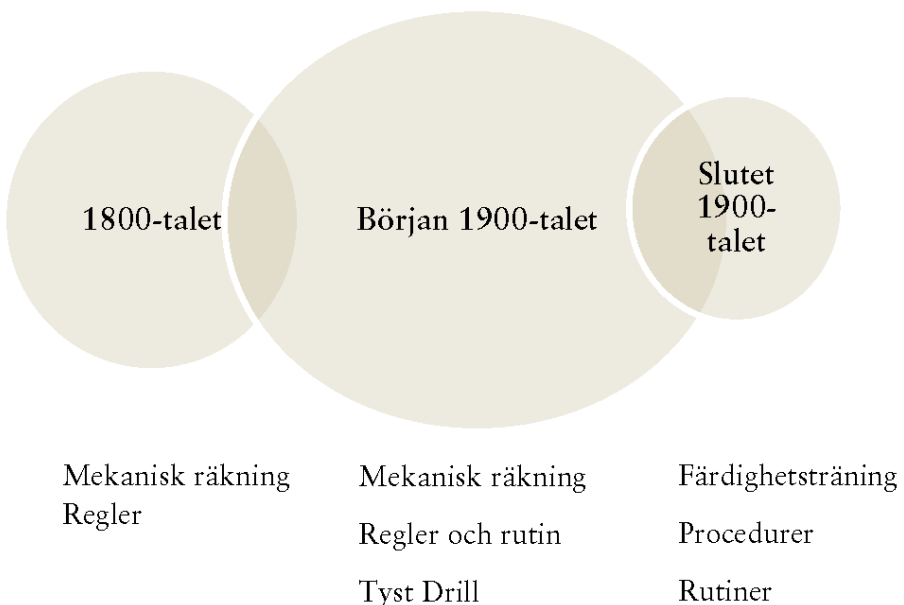 1800-talet
Början 1900-talet
Slutet
1900-
talet
Mekanisk räkning
Regler
Mekanisk räkning
Regler och rutin
Tyst Drill
Färdighetsträning
Procedurer
Rutiner